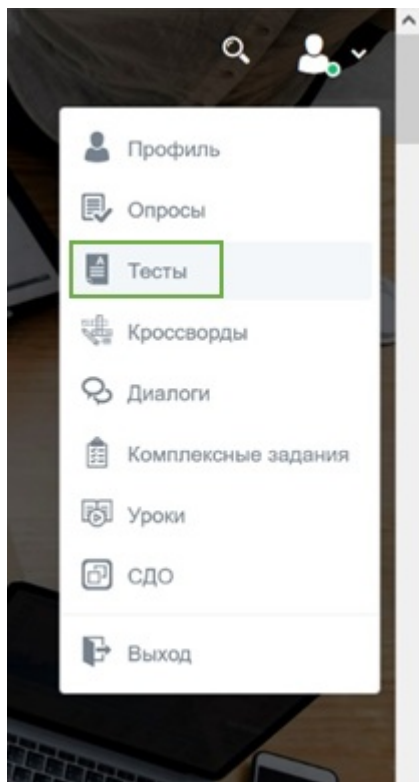 Профиль
Опросы
Тесты
Кроссворды
Диалоги
Комплексные задания
Уроки
СДО
Выход